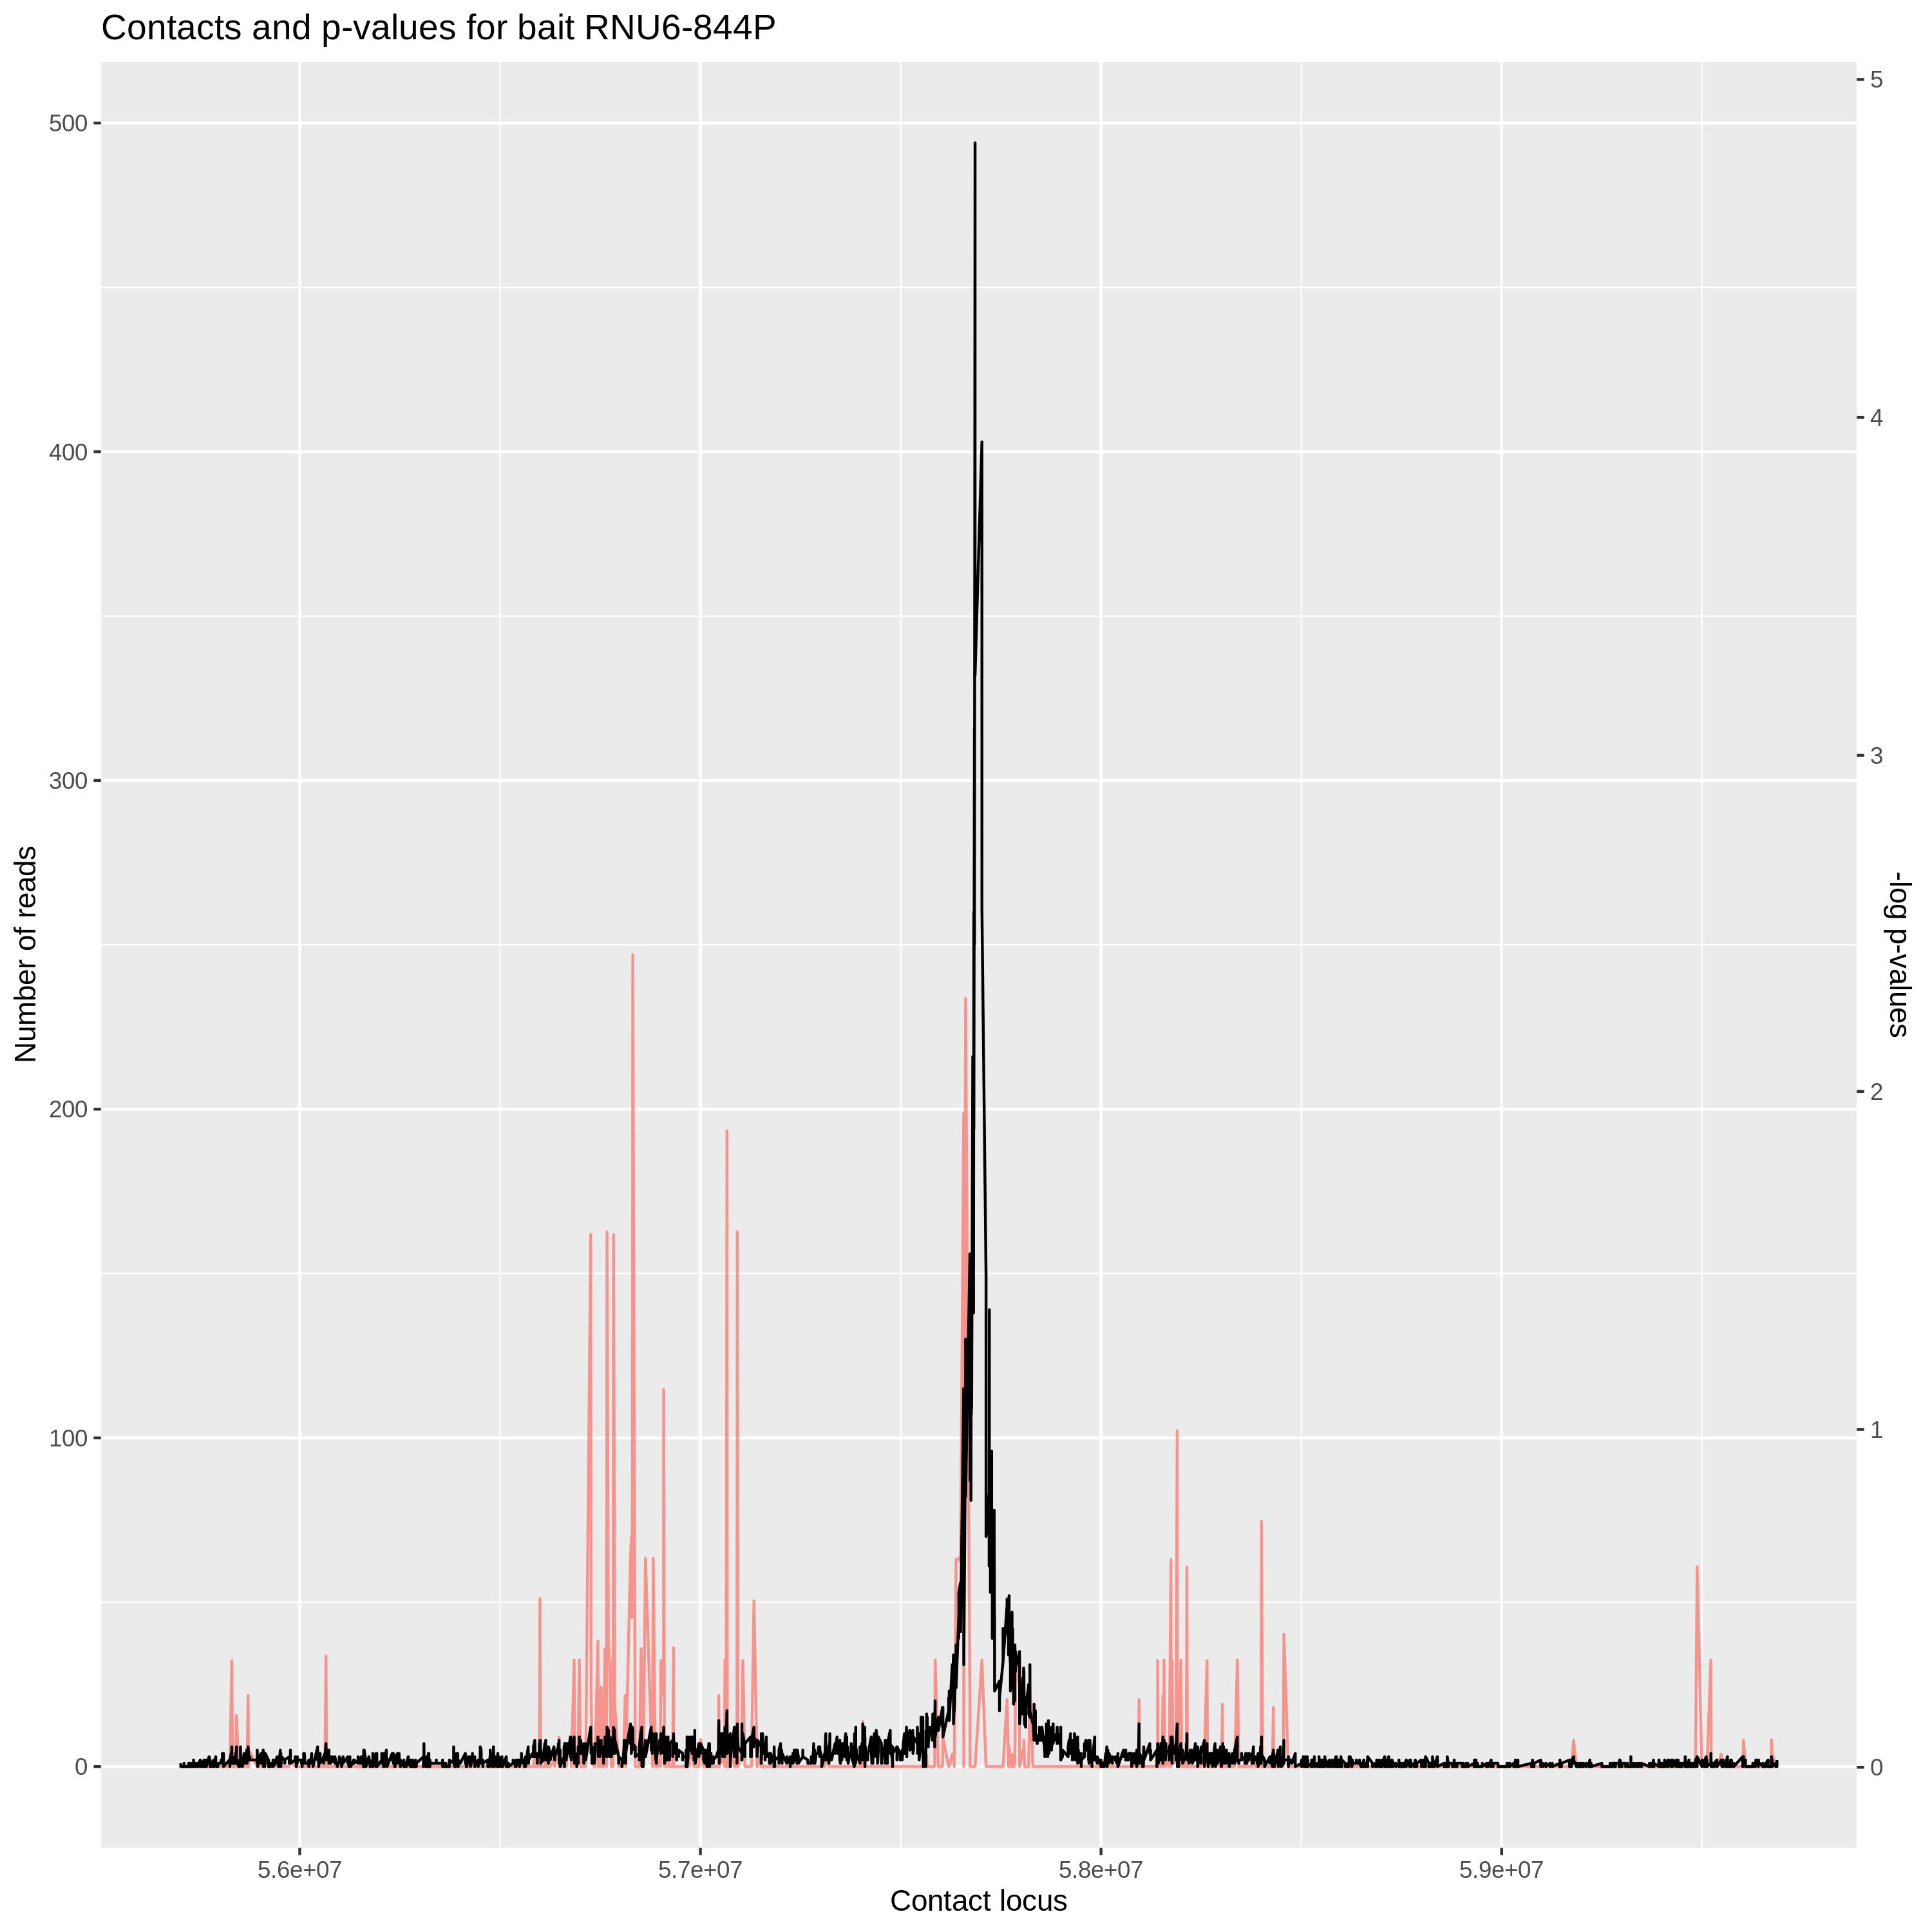 Contacts and p-values for bait RNU6-844P
500
400
300
200
100
0
5
4
3
2
1
0
Number of reads
-log p-values
5.6e+07
5.7e+07
5.8e+07
5.9e+07
Contact locus